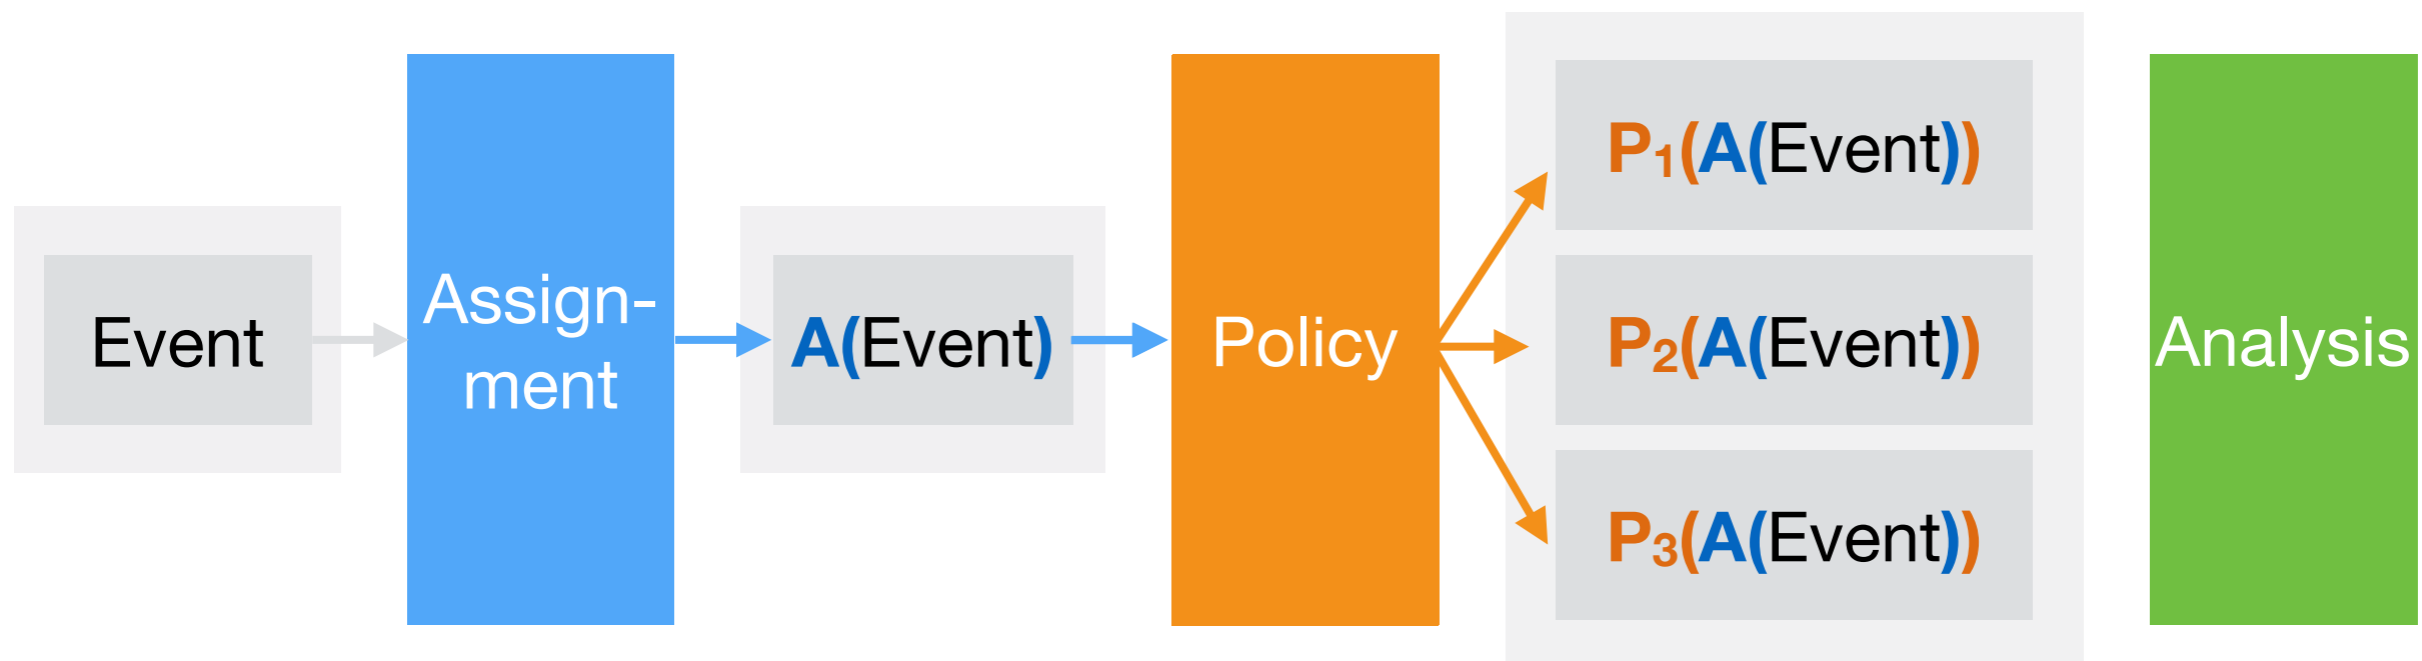 Event
Assign-
ment
A(Event)
Policy
P₁(A(Event))
P₂(A(Event))
P₃(A(Event))
Analysis